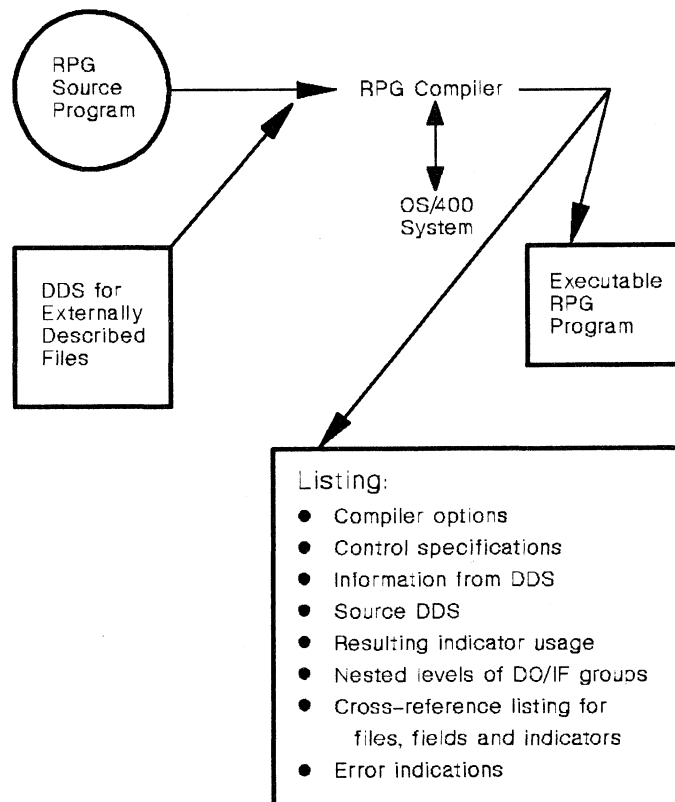 RPG
Source
Program
RPG Compiler
OS/400
System
DDS for
Externally
Described
Files
Executable
RPG
Program
Listing:
● Compiler options
● Control specifications
● Information from DDS
● Source DDS
● Resulting indicator usage
● Nested levels of DO/IF groups
● Cross-reference listing for
files, fields and indicators
● Error indications